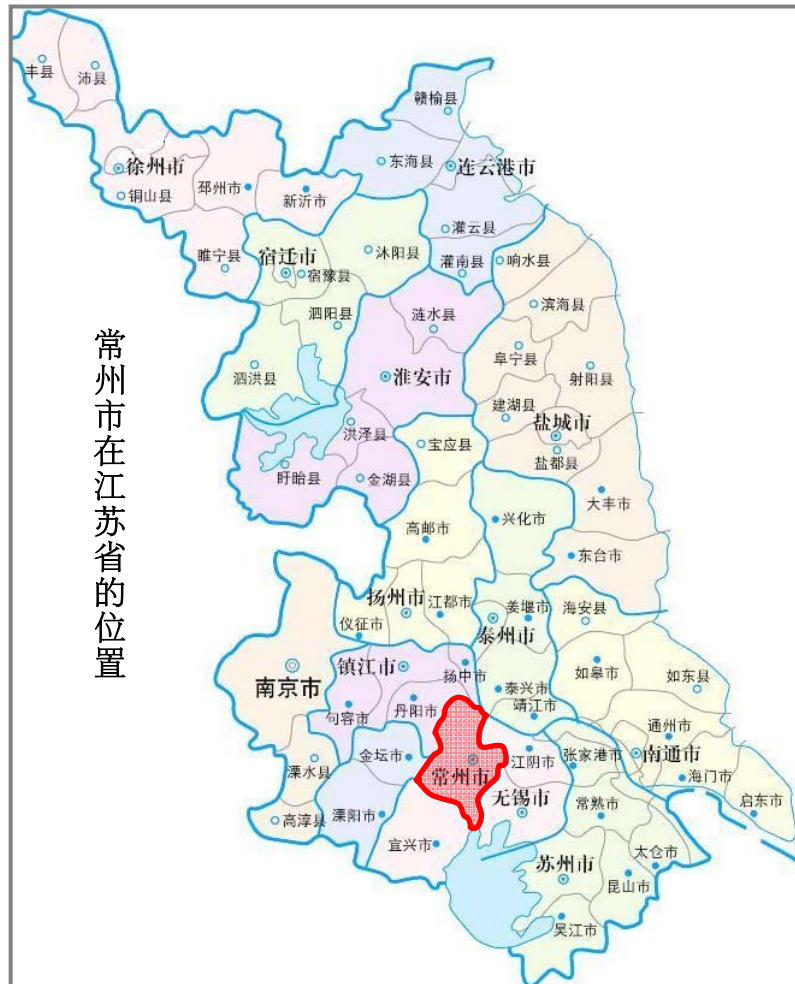 常州市在江苏省的位置
丰县
沛县
赣榆县
徐州市
东海县
连云港市
铜山县
邳州市
新沂市
灌云县
睢宁县
宿迁市
沭阳县
灌南县
响水县
宿豫县
泗阳县
涟水县
滨海县
泗洪县
淮安市
阜宁县
射阳县
建湖县
盐城市
洪泽县
宝应县
盐都县
盱眙县
金湖县
大丰市
高邮市
兴化市
东台市
扬州市
江都市
姜堰市
海安县
仪征市
泰州市
镇江市
扬中市
如皋市
如东县
南京市
句容市
丹阳市
泰兴市
靖江市
通州市
溧水县
金坛市
常州市
江阴市
张家港市
南通市
海门市
高淳县
溧阳市
无锡市
常熟市
启东市
宜兴市
苏州市
太仓市
昆山市
吴江市